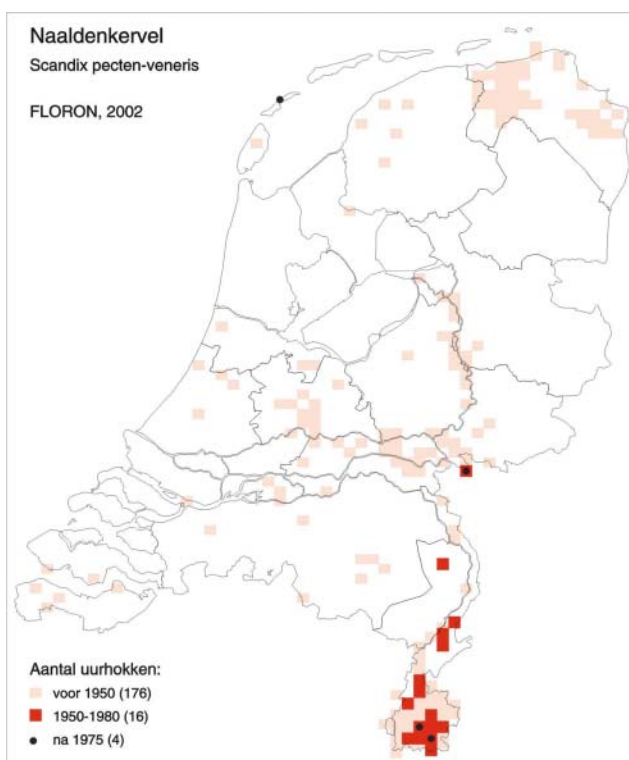 Naaldenkervel
Scandix pecten-veneris
FLORON, 2002
Aantal uurhokken:
voor 1950 (176)
1950-1980 (16)
na 1975 (4)